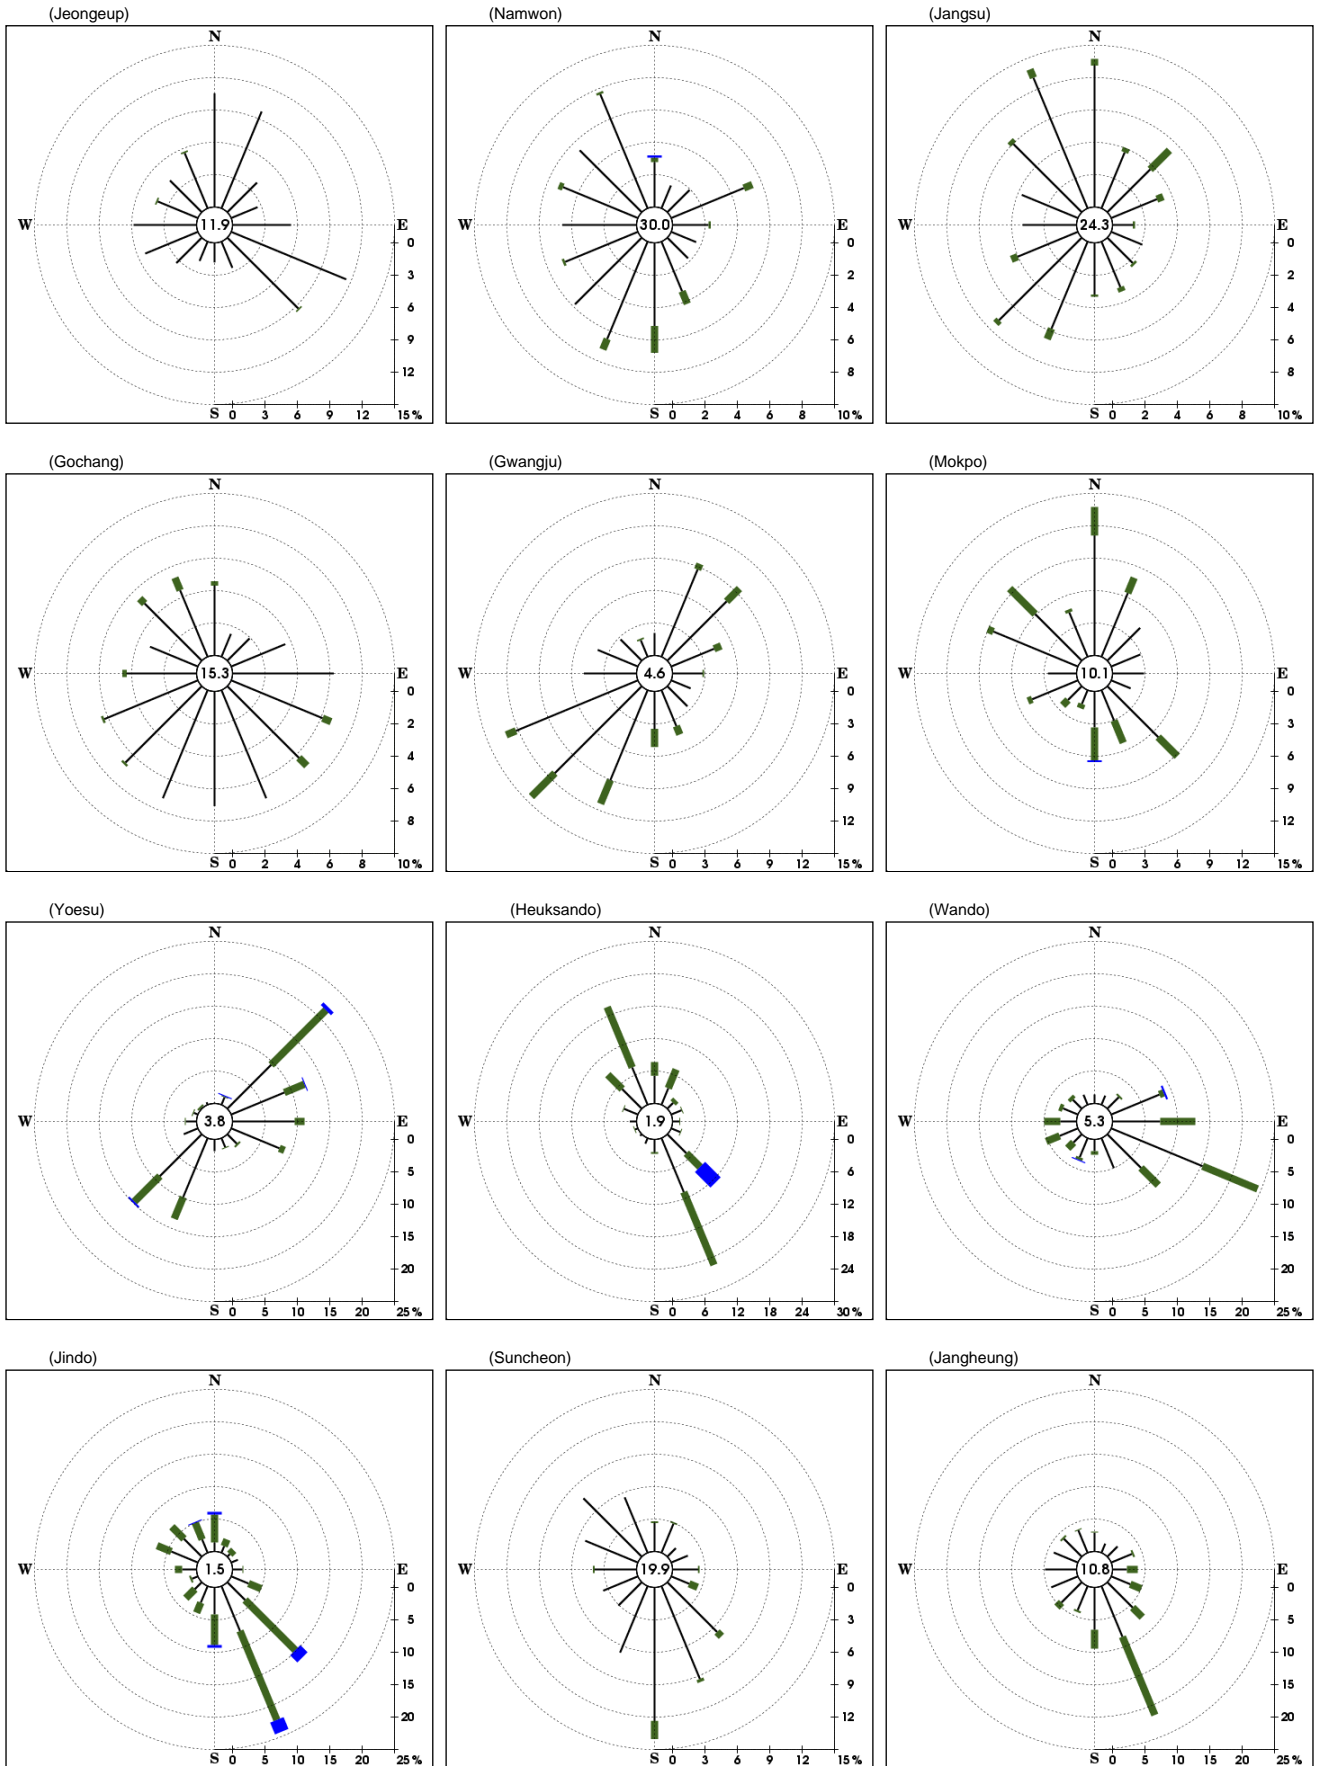 (Jeongeup) (Namwon) (Jangsu)
N N N
W 11.9 E W 30.0 E W 24.3 E
0 0 0
3 2 2
6 4 4
9 6 6
12 8 8
S 0 3 6 9 12 15% S 0 2 4 6 8 10% S 0 2 4 6 8 10%
(Gochang) (Gwangju) (Mokpo)
N N N
W 15.3 E W 4.6 E W 10.1 E
0 0 0
2 3 3
4 6 6
6 9 9
8 12 12
S 0 2 4 6 8 10% S 0 3 6 9 12 15% S 0 3 6 9 12 15%
(Yoesu) (Heuksando) (Wando)
N N N
W 3.8 E W 1.9 E W 5.3 E
0 0 0
5 6 5
10 12 10
15 18 15
20 24 20
S 0 5 10 15 20 25% S 0 6 12 18 24 30% S 0 5 10 15 20 25%
(Jindo) (Suncheon) (Jangheung)
N N N
W 1.5 E W 19.9 E W 10.8 E
0 0 0
5 3 5
10 6 10
15 9 15
20 12 20
S 0 5 10 15 20 25% S 0 3 6 9 12 15% S 0 5 10 15 20 25%